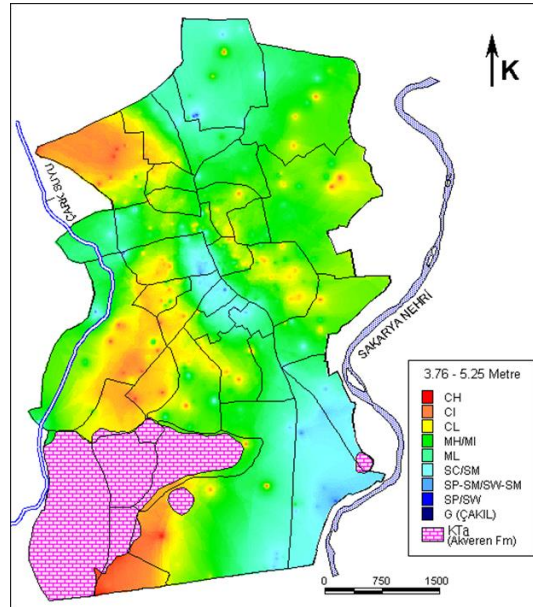 K
ÇARK SUYU
SAKARYA NEHRİ
3.76 - 5.25 Metre
CH
CI
CL
MH/MI
ML
SC/SM
SP-SM/SW-SM
SP/SW
G (ÇAKIL)
KTa
(Akveren Fm)
0 750 1500